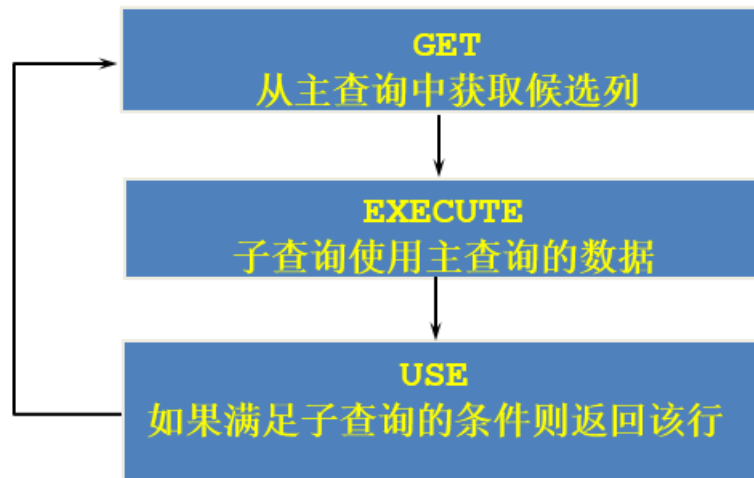 GET
从主查询中获取候选列
EXECUTE
子查询使用主查询的数据
USE
如果满足子查询的条件则返回该行